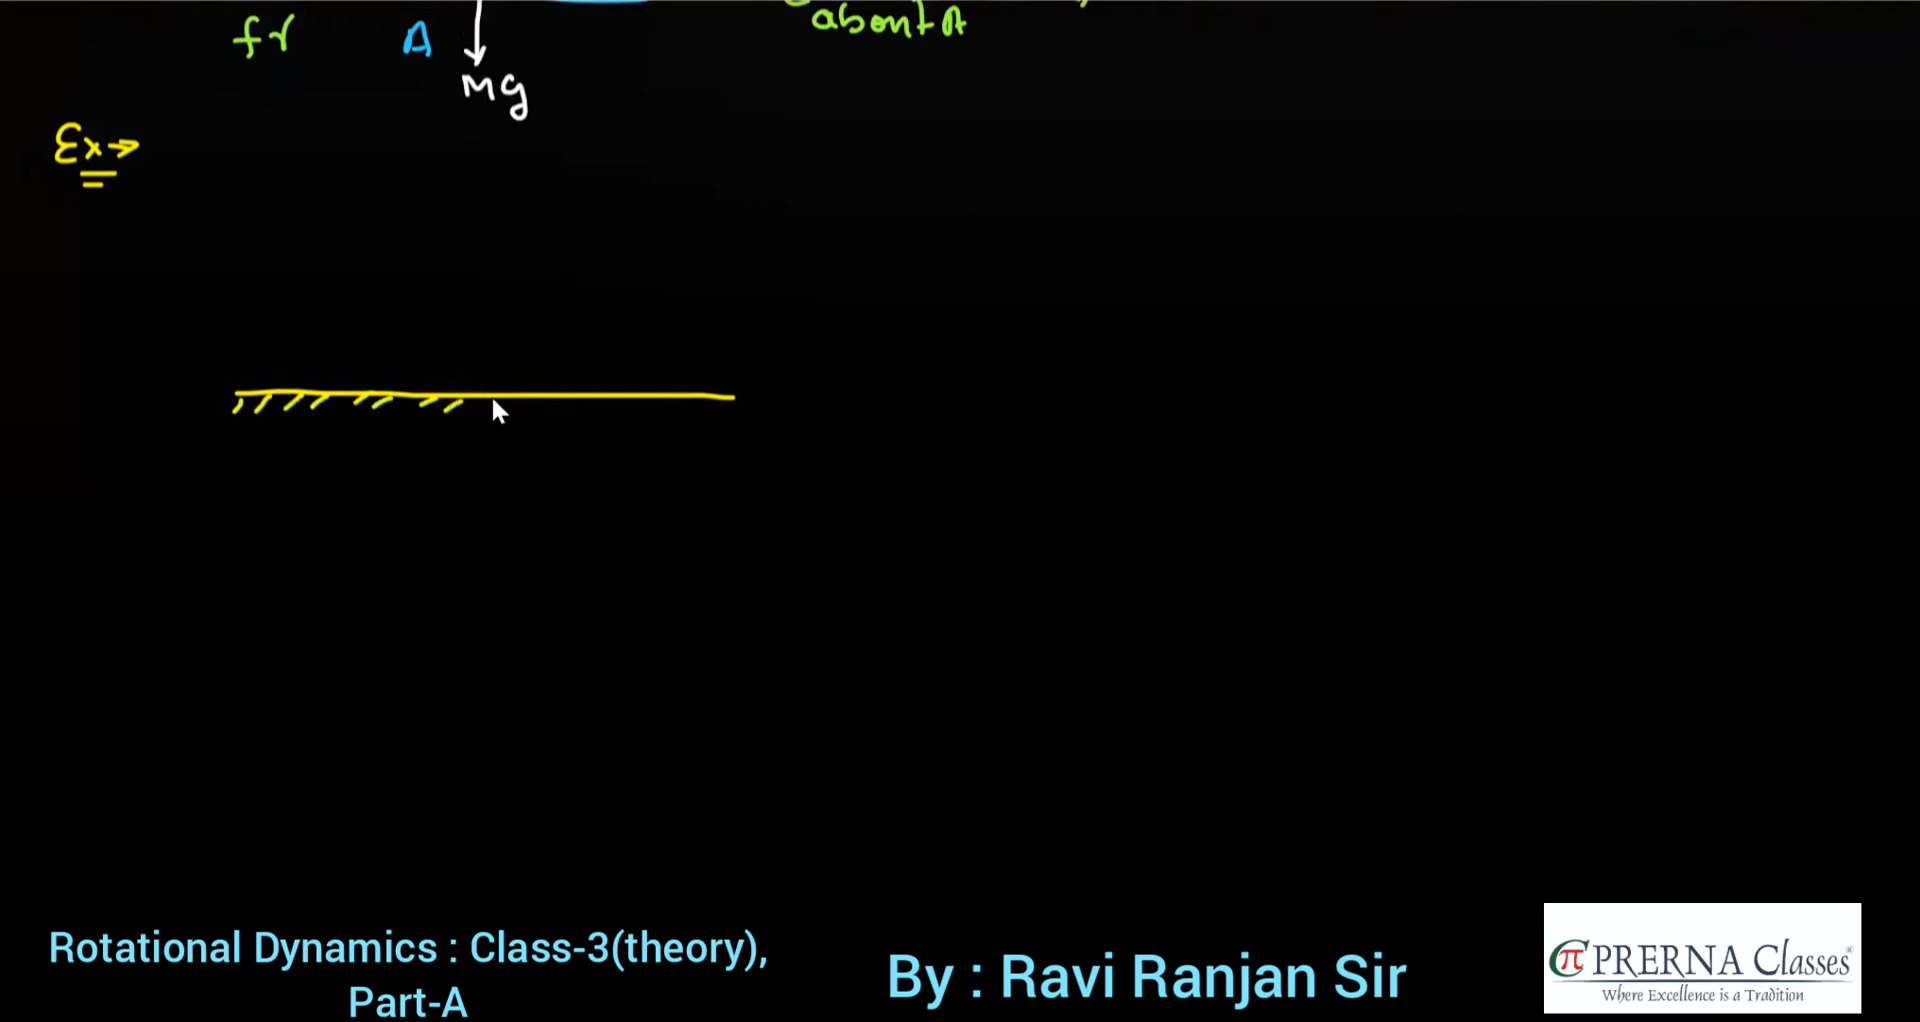 fr A about A
Mg
Ex→
Rotational Dynamics : Class-3(theory),
Part-A
By : Ravi Ranjan Sir
π PRERNA Classes®
Where Excellence is a Tradition